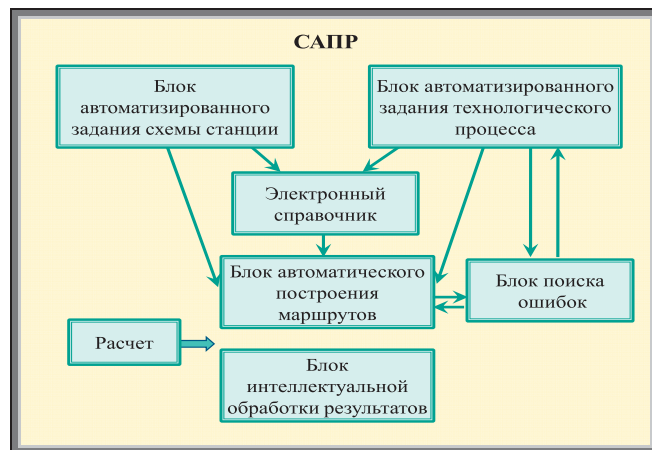 САПР
Блок
автоматизированного
задания схемы станции
Блок автоматизированного
задания технологического
процесса
Электронный
справочник
Блок автоматического
построения
маршрутов
Блок поиска
ошибок
Расчет
Блок
интеллектуальной
обработки результатов